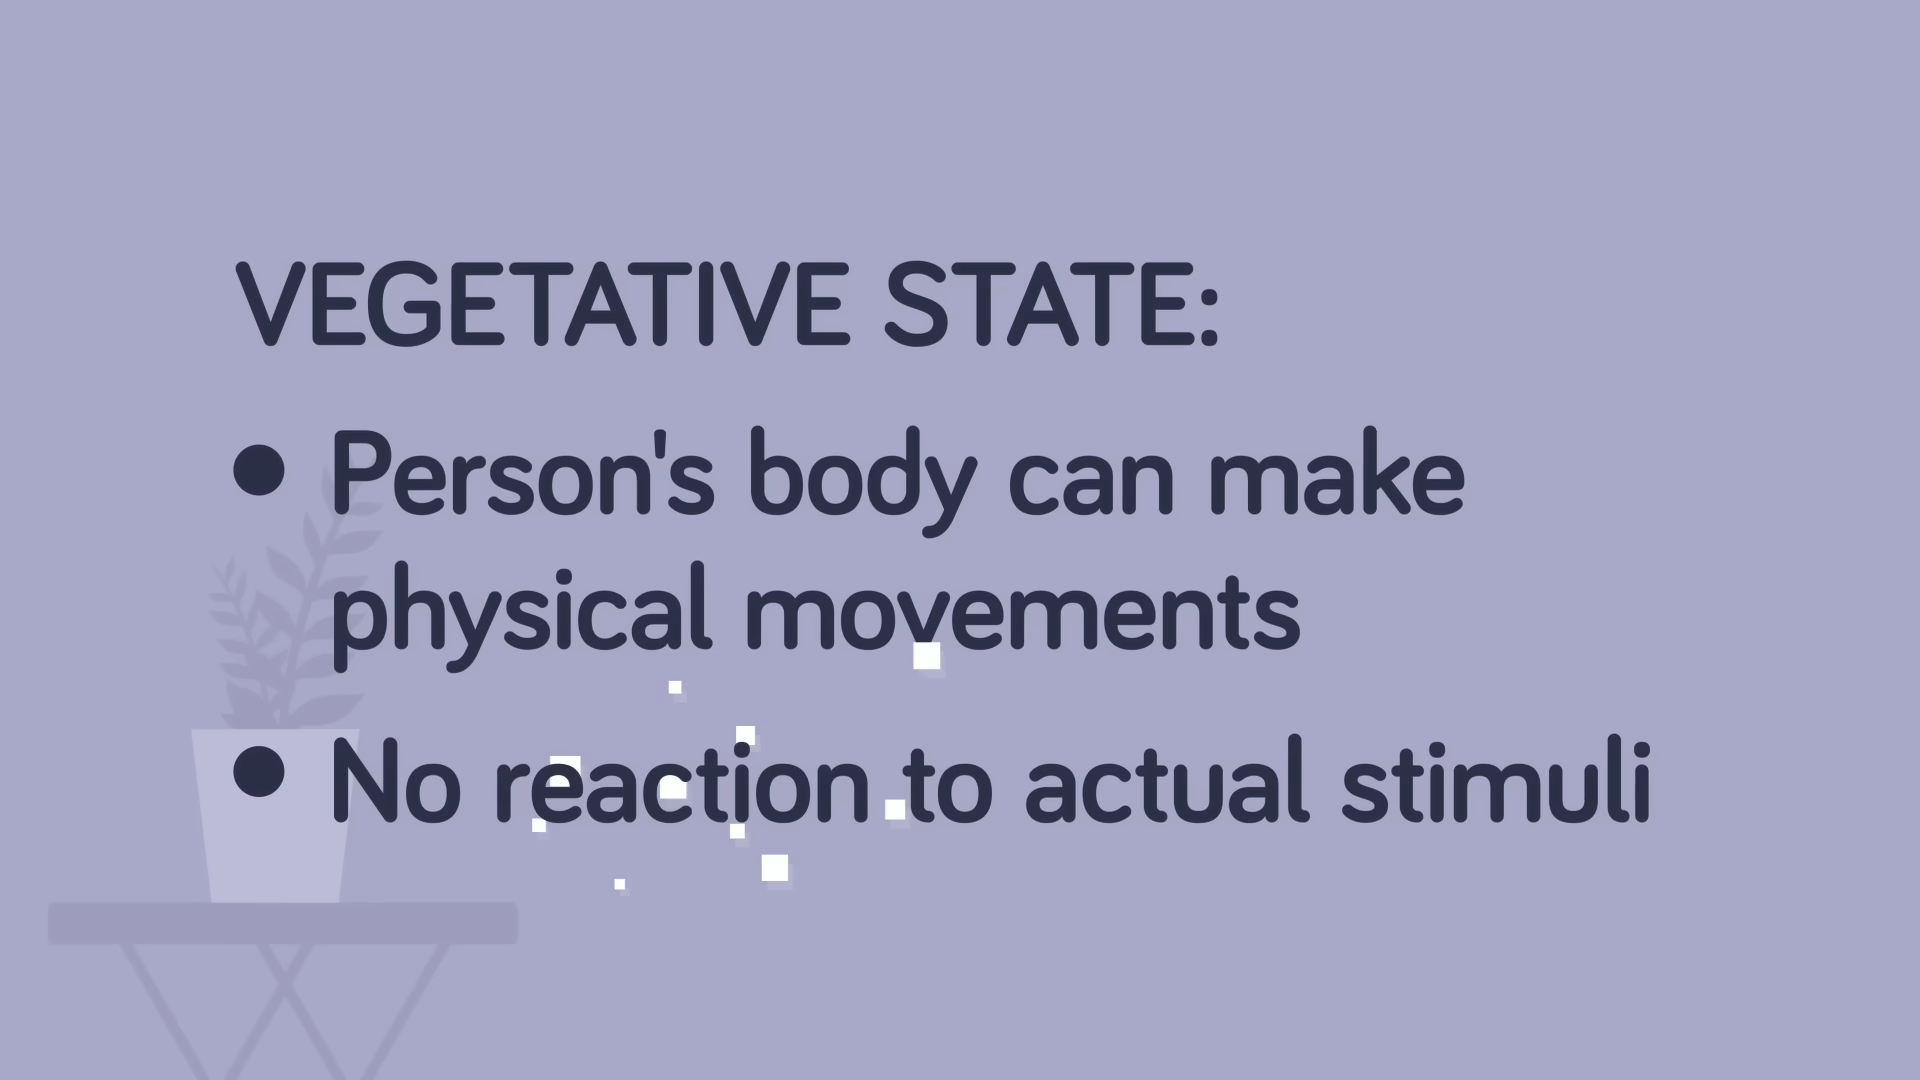 VEGETATIVE STATE:
• Person's body can make
physical movements
• No reaction to actual stimuli